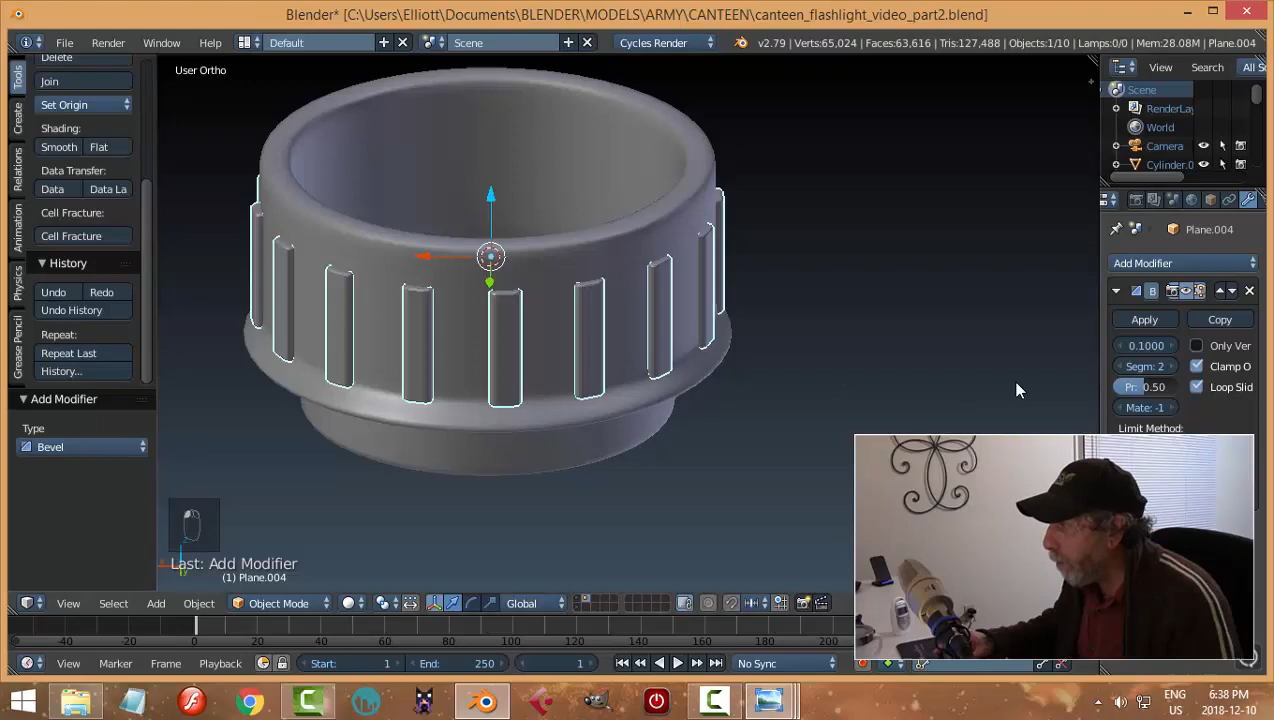 Blender* [C:\Users\Elliott\Documents\BLENDER\MODELS\ARMY\CANTEEN\canteen_flashlight_video_part2.blend]
File Render Window Help Default Scene Cycles Render v2.79 | Verts:65,024 | Faces:63,616 | Tris:127,488 | Objects:1/10 | Lamps:0/0 | Mem:28.08M | Plane.004
Delete
Join
Set Origin
Shading:
Smooth Flat
Data Transfer:
Data Data La
Cell Fracture:
Cell Fracture
History
Undo Redo
Undo History
Repeat:
Repeat Last
History...
Add Modifier
Type
Bevel
Tools
Create
Relations
Animation
Physics
Grease Pencil
User Ortho
Last: Add Modifier
(1) Plane.004
View Search All S
Scene
RenderLay
World
Camera
Cylinder.0
Plane.004
Add Modifier
B
Apply Copy
0.1000 Only Ver
Segm: 2 Clamp O
Pr: 0.50 Loop Slid
Mate: -1
Limit Method:
View Select Add Object Object Mode Global
-40 -20 0 20 40 60 80 100 120 140 160 180 200
View Marker Frame Playback Start: 1 End: 250 1 No Sync
ENG
US
6:38 PM
2018-12-10